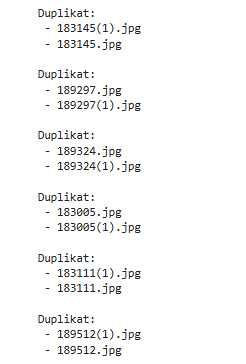 Duplikat:
- 183145(1).jpg
- 183145.jpg
Duplikat:
- 189297.jpg
- 189297(1).jpg
Duplikat:
- 189324.jpg
- 189324(1).jpg
Duplikat:
- 183005.jpg
- 183005(1).jpg
Duplikat:
- 183111(1).jpg
- 183111.jpg
Duplikat:
- 189512(1).jpg
- 189512.jpg